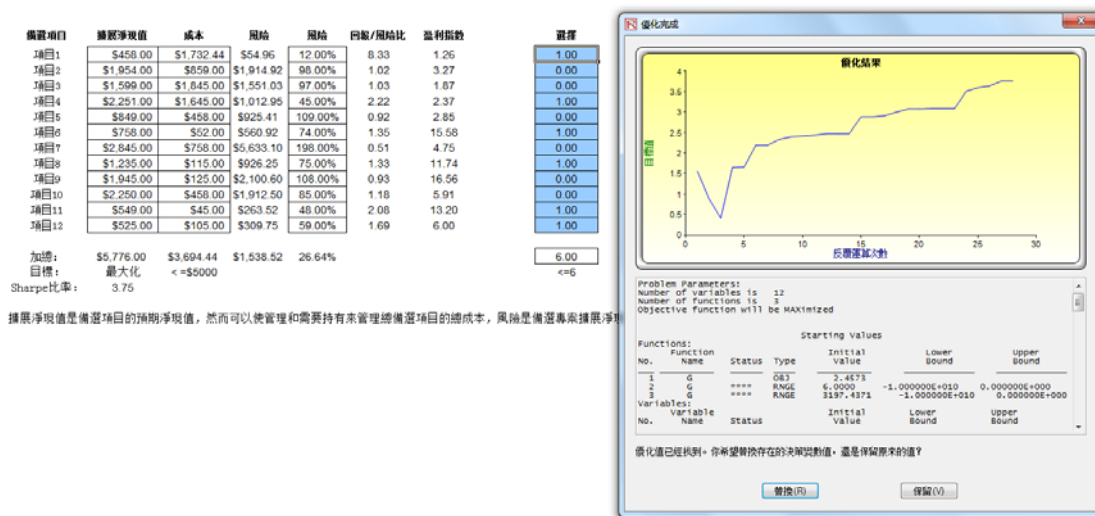 備選項目 擴展淨現值 成本 風險 風險 回報/風險比 盈利指數 選擇
項目1 $458.00 $1,732.44 $54.96 12.00% 8.33 1.26 1.00
項目2 $1,954.00 $859.00 $1,914.92 98.00% 1.02 3.27 0.00
項目3 $1,599.00 $1,845.00 $1,551.03 97.00% 1.03 1.87 0.00
項目4 $2,251.00 $1,645.00 $1,012.95 45.00% 2.22 2.37 1.00
項目5 $849.00 $458.00 $925.41 109.00% 0.92 2.85 0.00
項目6 $758.00 $52.00 $560.92 74.00% 1.35 15.58 1.00
項目7 $2,845.00 $758.00 $5,633.10 198.00% 0.51 4.75 0.00
項目8 $1,235.00 $115.00 $926.25 75.00% 1.33 11.74 1.00
項目9 $1,945.00 $125.00 $2,100.60 108.00% 0.93 16.56 0.00
項目10 $2,250.00 $458.00 $1,912.50 85.00% 1.18 5.91 0.00
項目11 $549.00 $45.00 $263.52 48.00% 2.08 13.20 1.00
項目12 $525.00 $105.00 $309.75 59.00% 1.69 6.00 1.00
加總: $5,776.00 $3,694.44 $1,538.52 26.64% 6.00
目標: 最大化 <=$5000 <=6
Sharpe比率: 3.75
擴展淨現值是備選項目的預期淨現值，然而可以使管理和需要持有來管理總備選項目的總成本，風險是備選專案擴展淨現
優化完成
優化結果
目標值
4
3.5
3
2.5
2
1.5
1
0.5
0
0 5 10 15 20 25 30
反覆運算次數
Problem Parameters:
Number of variables is 12
Number of functions is 3
Objective function will be MAXimized
Starting Values
Functions:
Function Initial Lower Upper
No. Name Status Type Value Bound Bound
1 G OBJ 2.4573
2 G **** RNGE 6.0000 -1.000000E+010 0.000000E+000
3 G **** RNGE 3197.4371 -1.000000E+010 0.000000E+000
Variables:
Variable Initial Lower Upper
No. Name Status Value Bound Bound
優化值已經找到。你希望替換存在的決策變數值，還是保留原來的值?
替換(R) 保留(V)